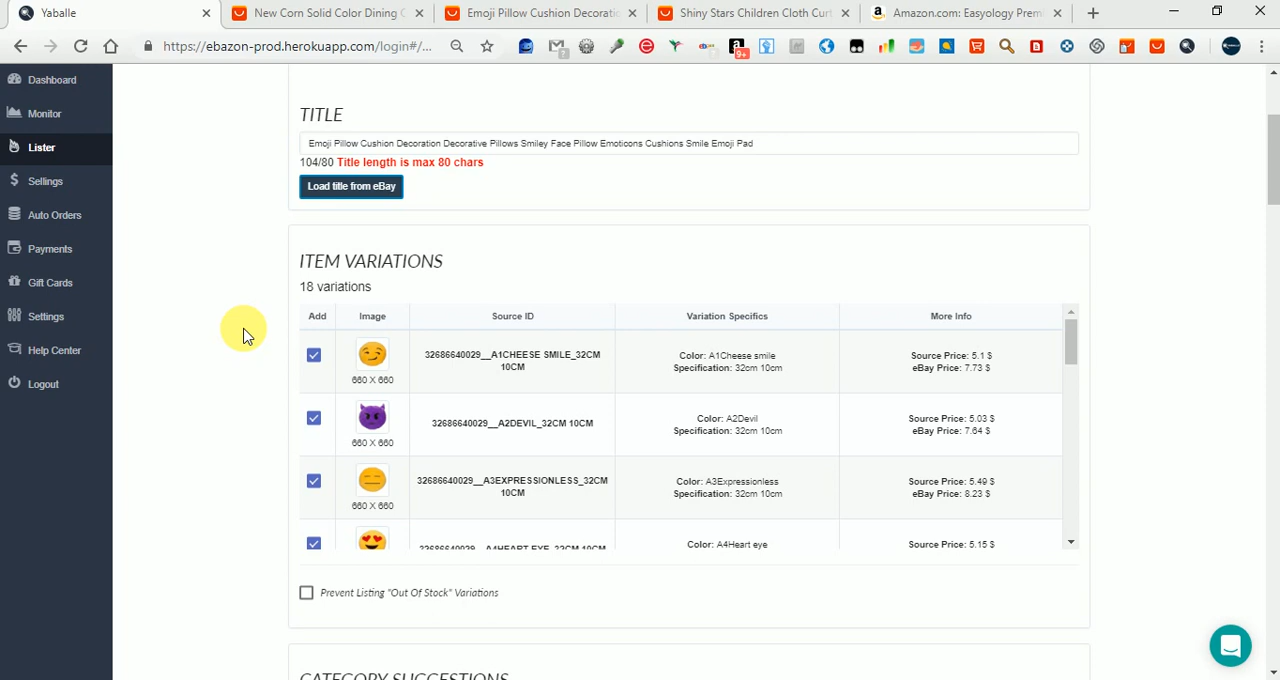 Yaballe
New Corn Solid Color Dining C
Emoji Pillow Cushion Decoratio
Shiny Stars Children Cloth Curt
Amazon.com: Easyology Prem
https://ebazon-prod.herokuapp.com/login#/...
9+
Dashboard
Monitor
Lister
Sellings
Auto Orders
Payments
Gift Cards
Settings
Help Center
Logout
TITLE
Emoji Pillow Cushion Decoration Decorative Pillows Smiley Face Pillow Emoticons Cushions Smile Emoji Pad
104/80 Title length is max 80 chars
Load title from eBay
ITEM VARIATIONS
18 variations
Add Image Source ID Variation Specifics More Info
660 X 660
32686640029__A1CHEESE SMILE_32CM
10CM
Color: A1Cheese smile
Specification: 32cm 10cm
Source Price: 5.1 $
eBay Price: 7.73 $
660 X 660
32686640029__A2DEVIL_32CM 10CM
Color: A2Devil
Specification: 32cm 10cm
Source Price: 5.03 $
eBay Price: 7.64 $
660 X 660
32686640029__A3EXPRESSIONLESS_32CM
10CM
Color: A3Expressionless
Specification: 32cm 10cm
Source Price: 5.49 $
eBay Price: 8.23 $
32686640029__A4HEART EYE_32CM 10CM
Color: A4Heart eye
Source Price: 5.15 $
Prevent Listing "Out Of Stock" Variations
CATEGORY SUGGESTIONS